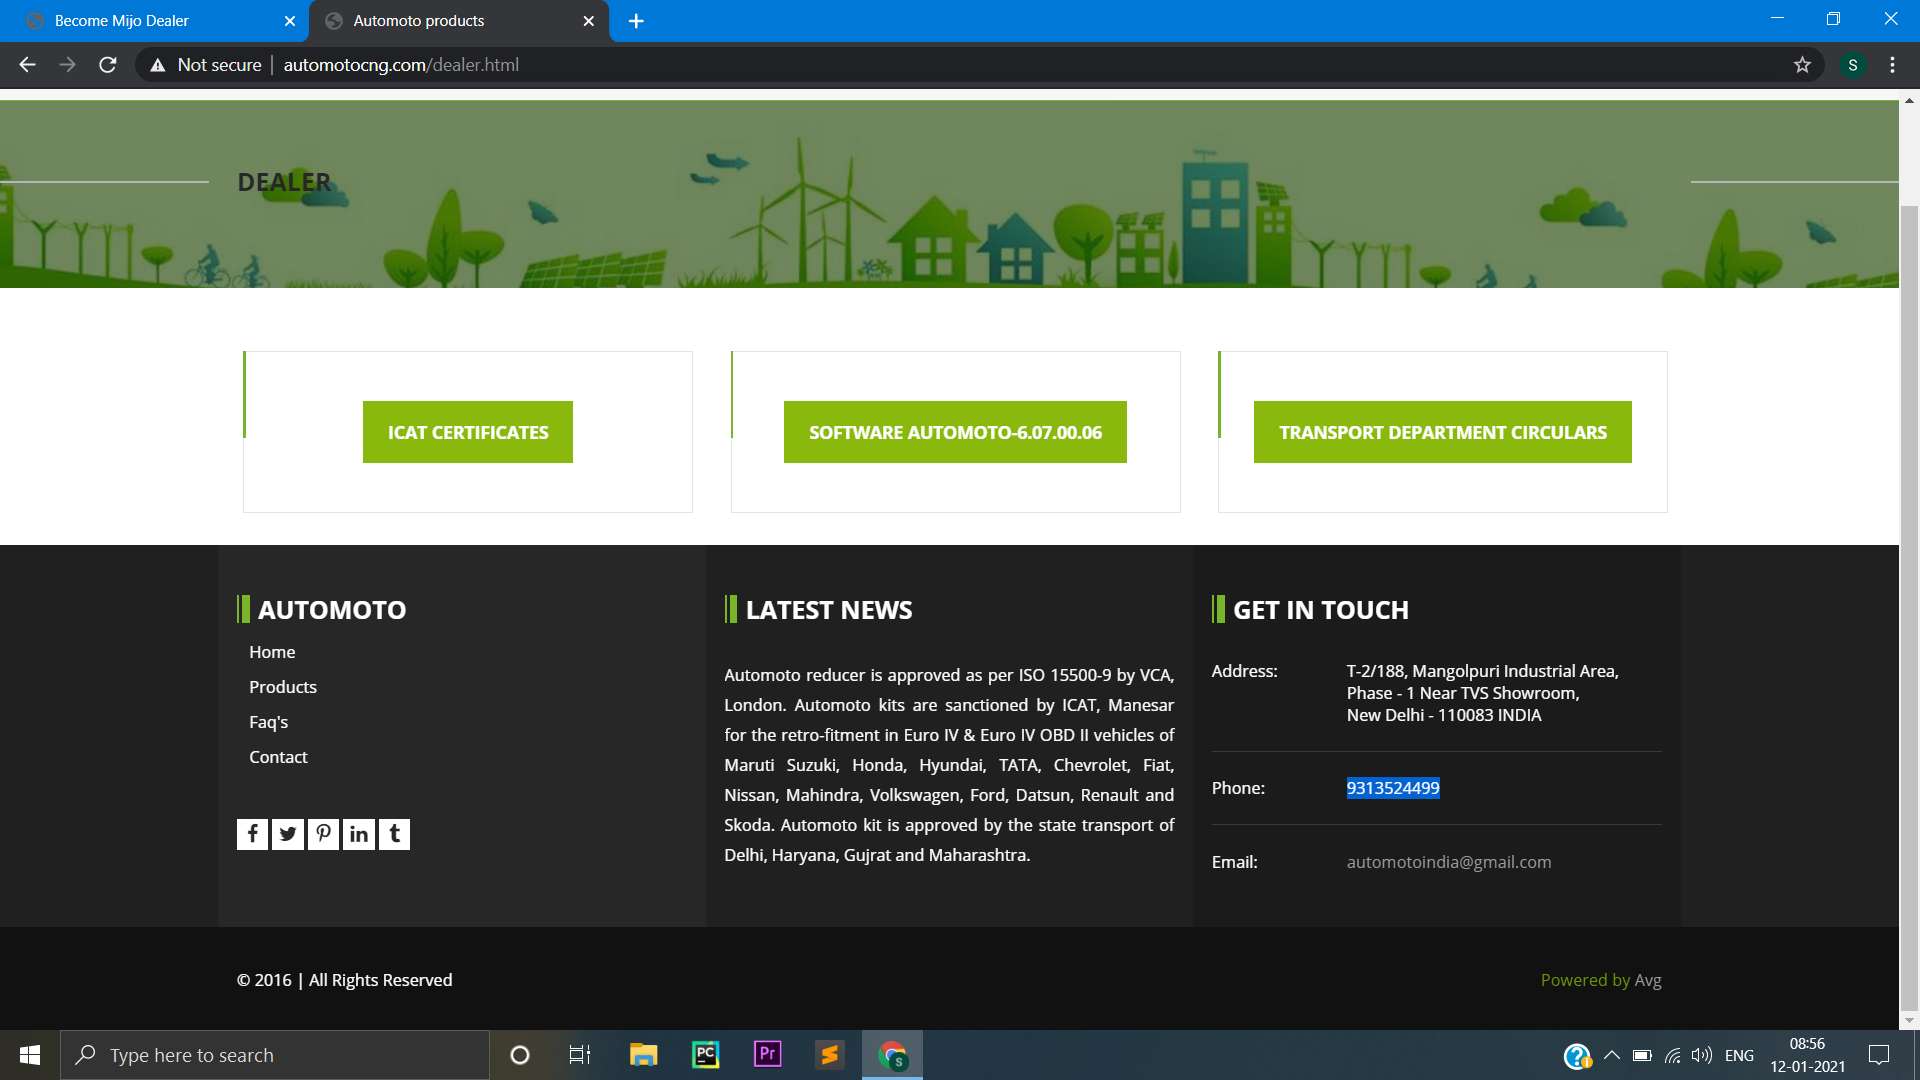 Become Mijo Dealer
Automoto products
Not secure
automotocng.com/dealer.html
S
DEALER
ICAT CERTIFICATES
SOFTWARE AUTOMOTO-6.07.00.06
TRANSPORT DEPARTMENT CIRCULARS
AUTOMOTO
Home
Products
Faq's
Contact
LATEST NEWS
Automoto reducer is approved as per ISO 15500-9 by VCA,
London. Automoto kits are sanctioned by ICAT, Manesar
for the retro-fitment in Euro IV & Euro IV OBD II vehicles of
Maruti Suzuki, Honda, Hyundai, TATA, Chevrolet, Fiat,
Nissan, Mahindra, Volkswagen, Ford, Datsun, Renault and
Skoda. Automoto kit is approved by the state transport of
Delhi, Haryana, Gujrat and Maharashtra.
GET IN TOUCH
Address: T-2/188, Mangolpuri Industrial Area,
Phase - 1 Near TVS Showroom,
New Delhi - 110083 INDIA
Phone: 9313524499
Email: automotoindia@gmail.com
© 2016 | All Rights Reserved
Powered by Avg
Type here to search
PC
Pr
S
ENG
08:56
12-01-2021